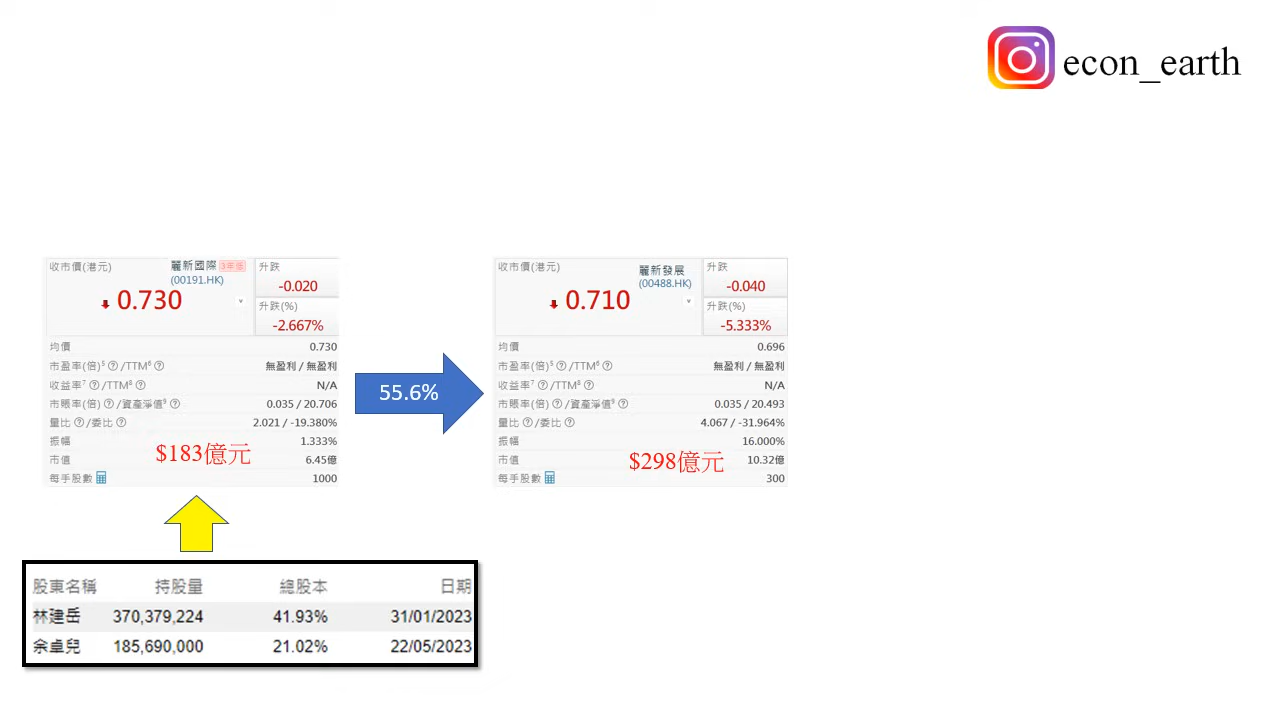 econ_earth
收市價(港元)
麗新國際
(00191.HK)
0.730
升跌
-0.020
升跌(%)
-2.667%
均價 0.730
市盈率(倍)5 /TTM6 無盈利 / 無盈利
收益率7 /TTM8 N/A
市賬率(倍) /資產淨值9 0.035 / 20.706
量比 /委比 2.021 / -19.380%
振幅 1.333%
市值 6.45億
每手股數 1000
$183億元
55.6%
收市價(港元)
麗新發展
(00488.HK)
0.710
升跌
-0.040
升跌(%)
-5.333%
均價 0.696
市盈率(倍)5 /TTM6 無盈利 / 無盈利
收益率7 /TTM8 N/A
市賬率(倍) /資產淨值9 0.035 / 20.493
量比 /委比 4.067 / -31.964%
振幅 16.000%
市值 10.32億
每手股數 300
$298億元
股東名稱 持股量 總股本 日期
林建岳 370,379,224 41.93% 31/01/2023
余卓兒 185,690,000 21.02% 22/05/2023